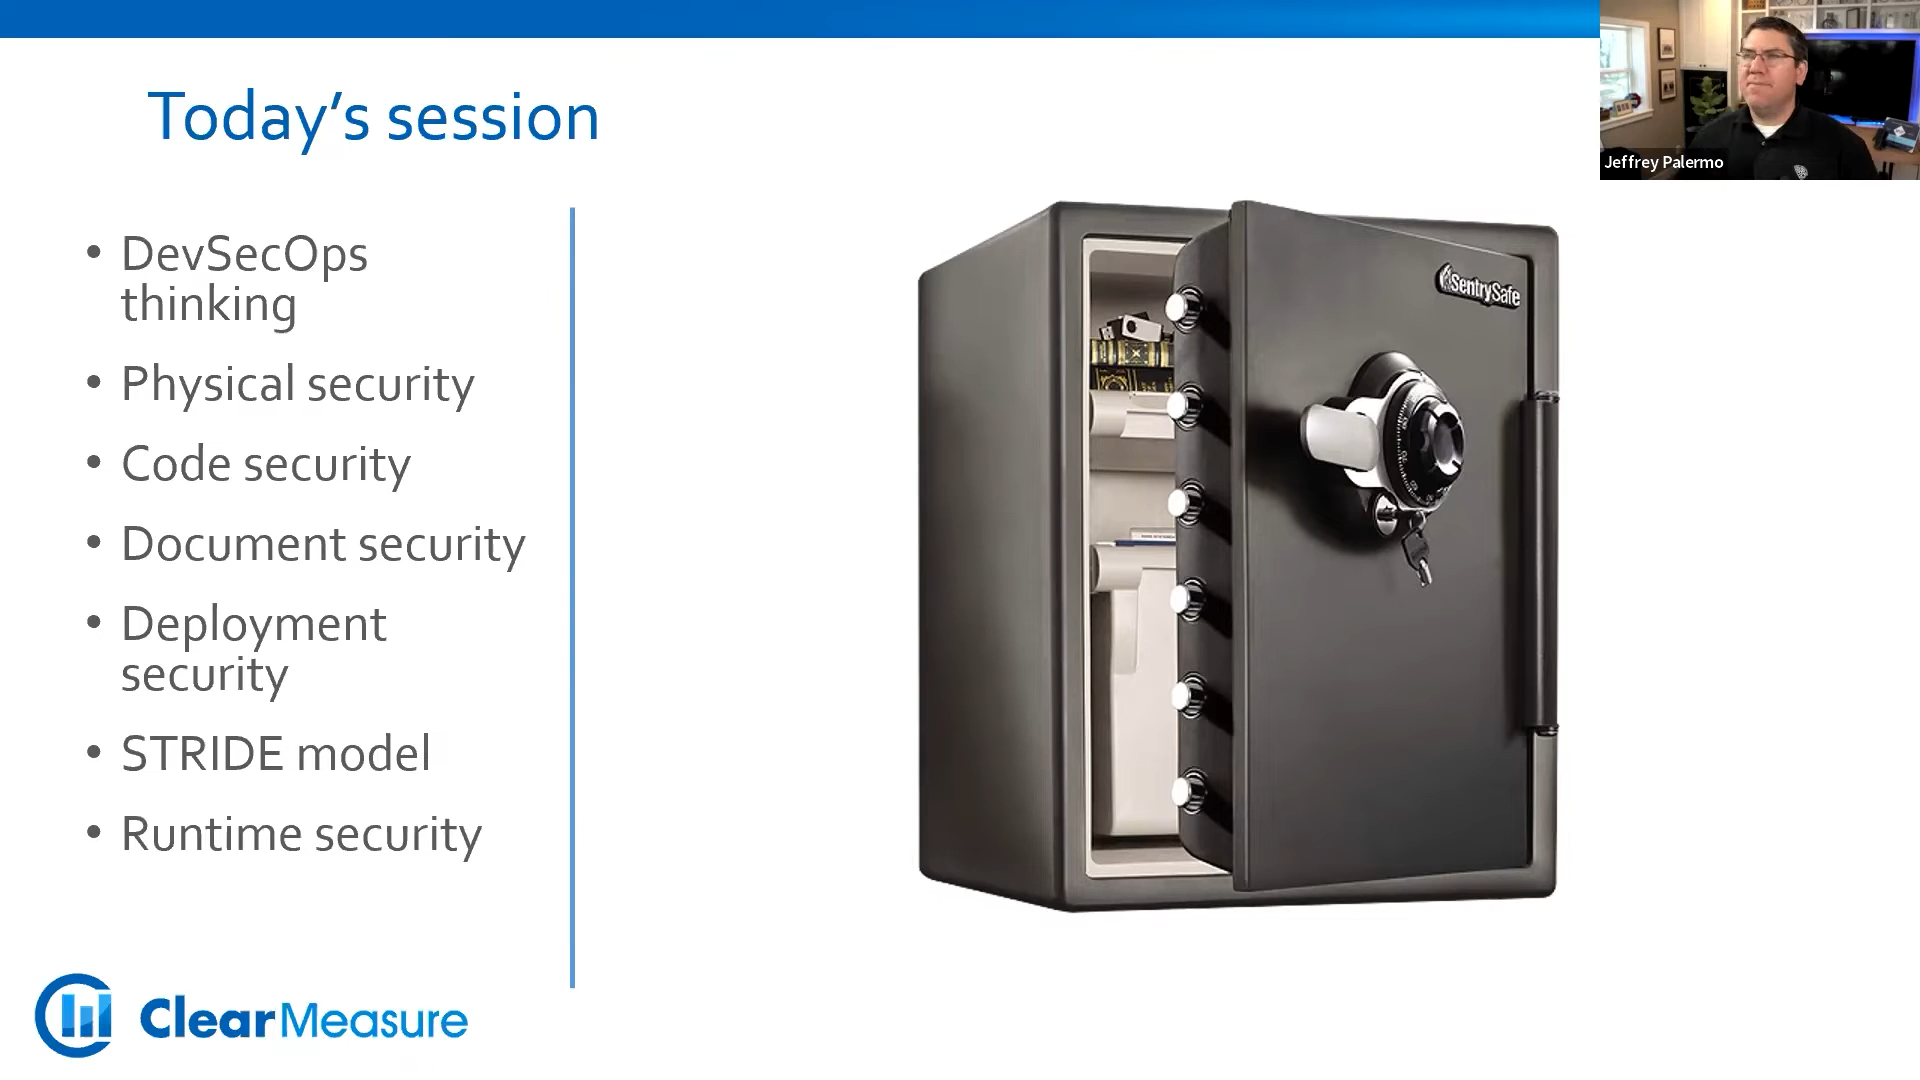 Today's session
• DevSecOps
thinking
• Physical security
• Code security
• Document security
• Deployment
security
• STRIDE model
• Runtime security
ClearMeasure
SentrySafe
Jeffrey Palermo